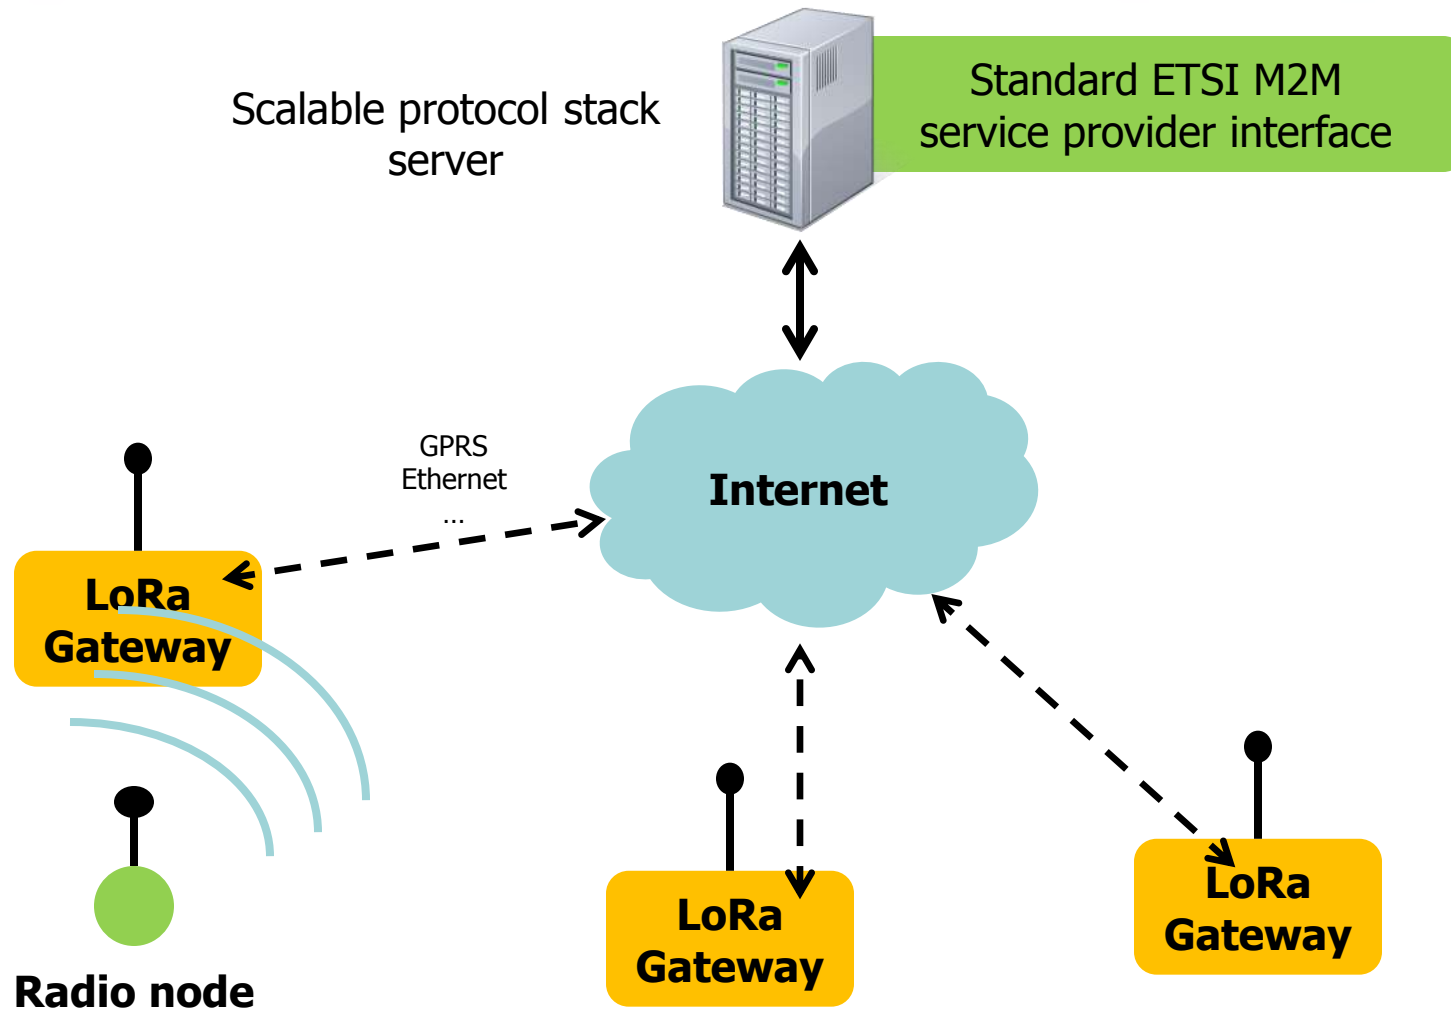 Scalable protocol stack
server
Standard ETSI M2M
service provider interface
GPRS
Ethernet
...
Internet
LoRa
Gateway
LoRa
Gateway
LoRa
Gateway
Radio node